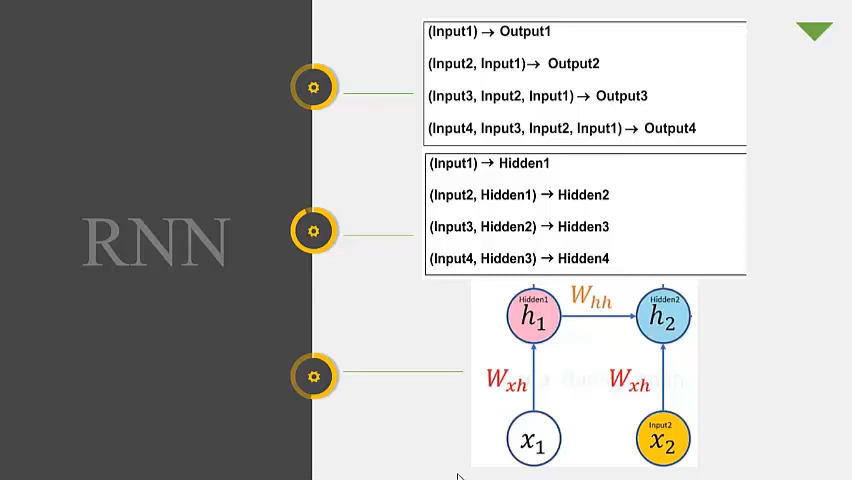 RNN
(Input1) → Output1
(Input2, Input1)→ Output2
(Input3, Input2, Input1) → Output3
(Input4, Input3, Input2, Input1) → Output4
(Input1) → Hidden1
(Input2, Hidden1) → Hidden2
(Input3, Hidden2) → Hidden3
(Input4, Hidden3) → Hidden4
Hidden1
h1
Whh
Hidden2
h2
Wxh
Wxh
x1
Input2
x2